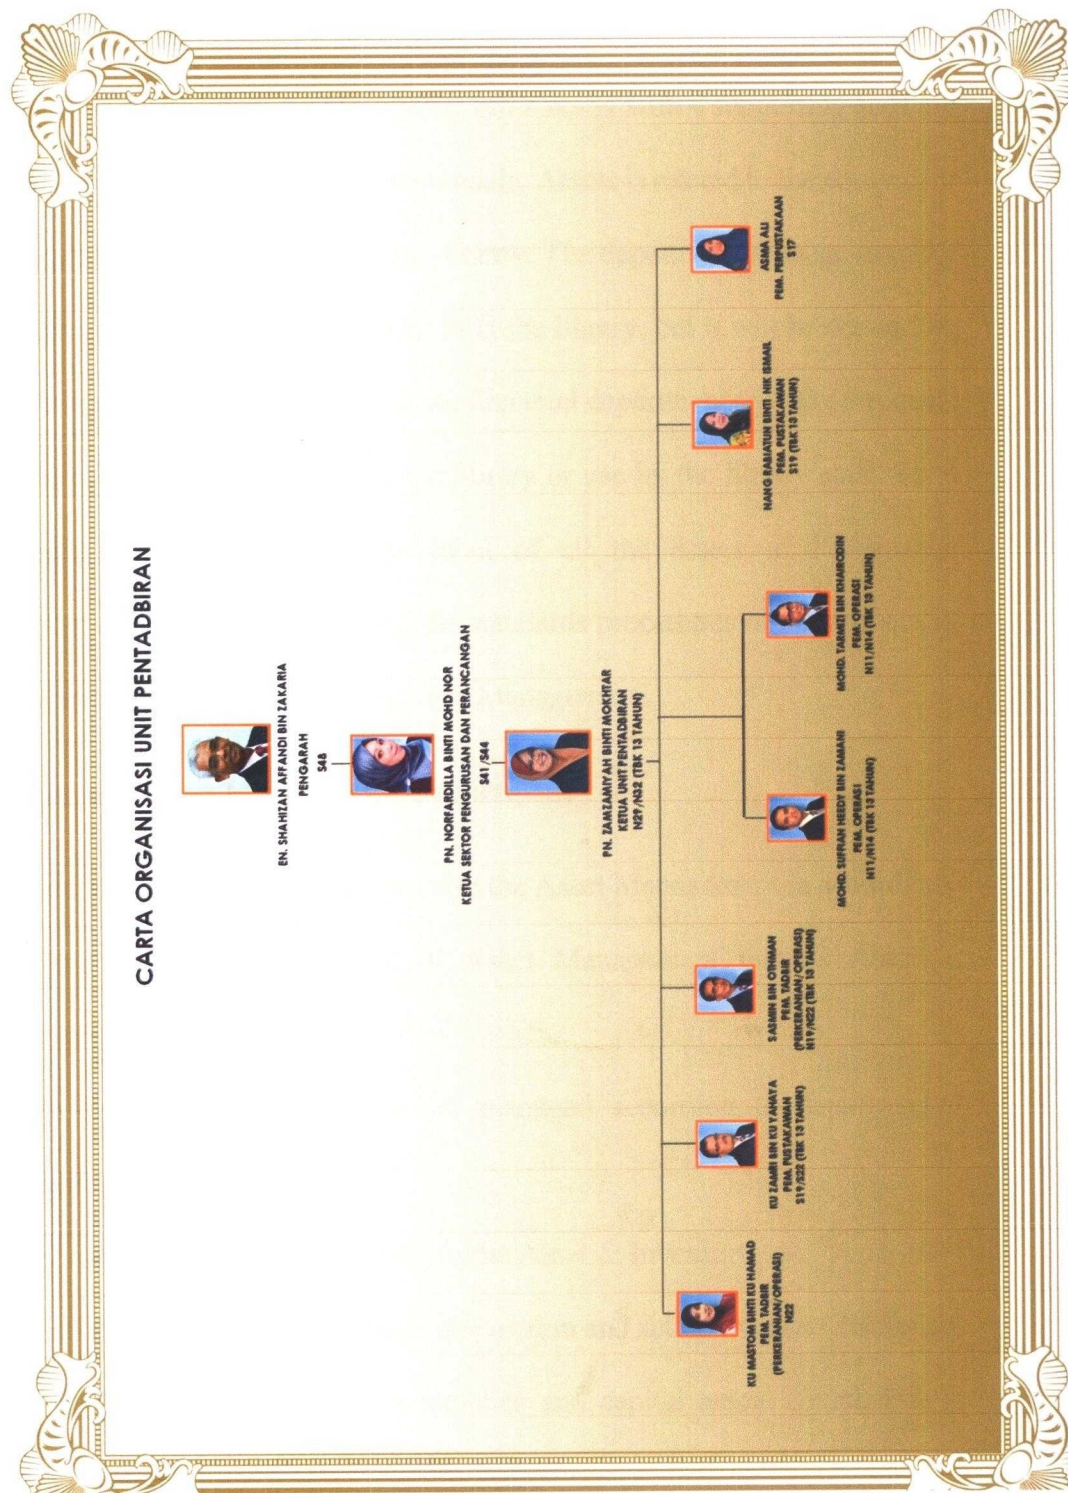 CARTA ORGANISASI UNIT PENTADBIRAN
EN. SHAHIZAN AFFANDI BIN ZAKARIA
PENGARAH
S48
PN. NORFARDILLA BINTI MOHD NOR
KETUA SEKTOR PENGURUSAN DAN PERANCANGAN
S41/S44
PN. ZAMZAMIYAH BINTI MOKHTAR
KETUA UNIT PENTADBIRAN
N29/N32 (TBK 13 TAHUN)
KU MASTOM BINTI KU HAMAD
PEM. TADBIR
(PERKERANIAN/OPERASI)
N22
KU ZAMRI BIN KU YAHAYA
PEM. PUSTAKAWAN
S19/S22 (TBK 13 TAHUN)
SASMIN BIN OTHMAN
PEM. TADBIR
(PERKERANIAN/OPERASI)
N19/N22 (TBK 13 TAHUN)
MOHD. SUFFIAN HEEDY BIN ZAMANI
PEM. OPERASI
N11/N14 (TBK 13 TAHUN)
MOHD. TARMIZI BIN KHAIRODIN
PEM. OPERASI
N11/N14 (TBK 13 TAHUN)
NANG RABIATUN BINTI NIK ISMAIL
PEM. PUSTAKAWAN
S19 (TBK 13 TAHUN)
ASMA ALI
PEM. PERPUSTAKAAN
S17